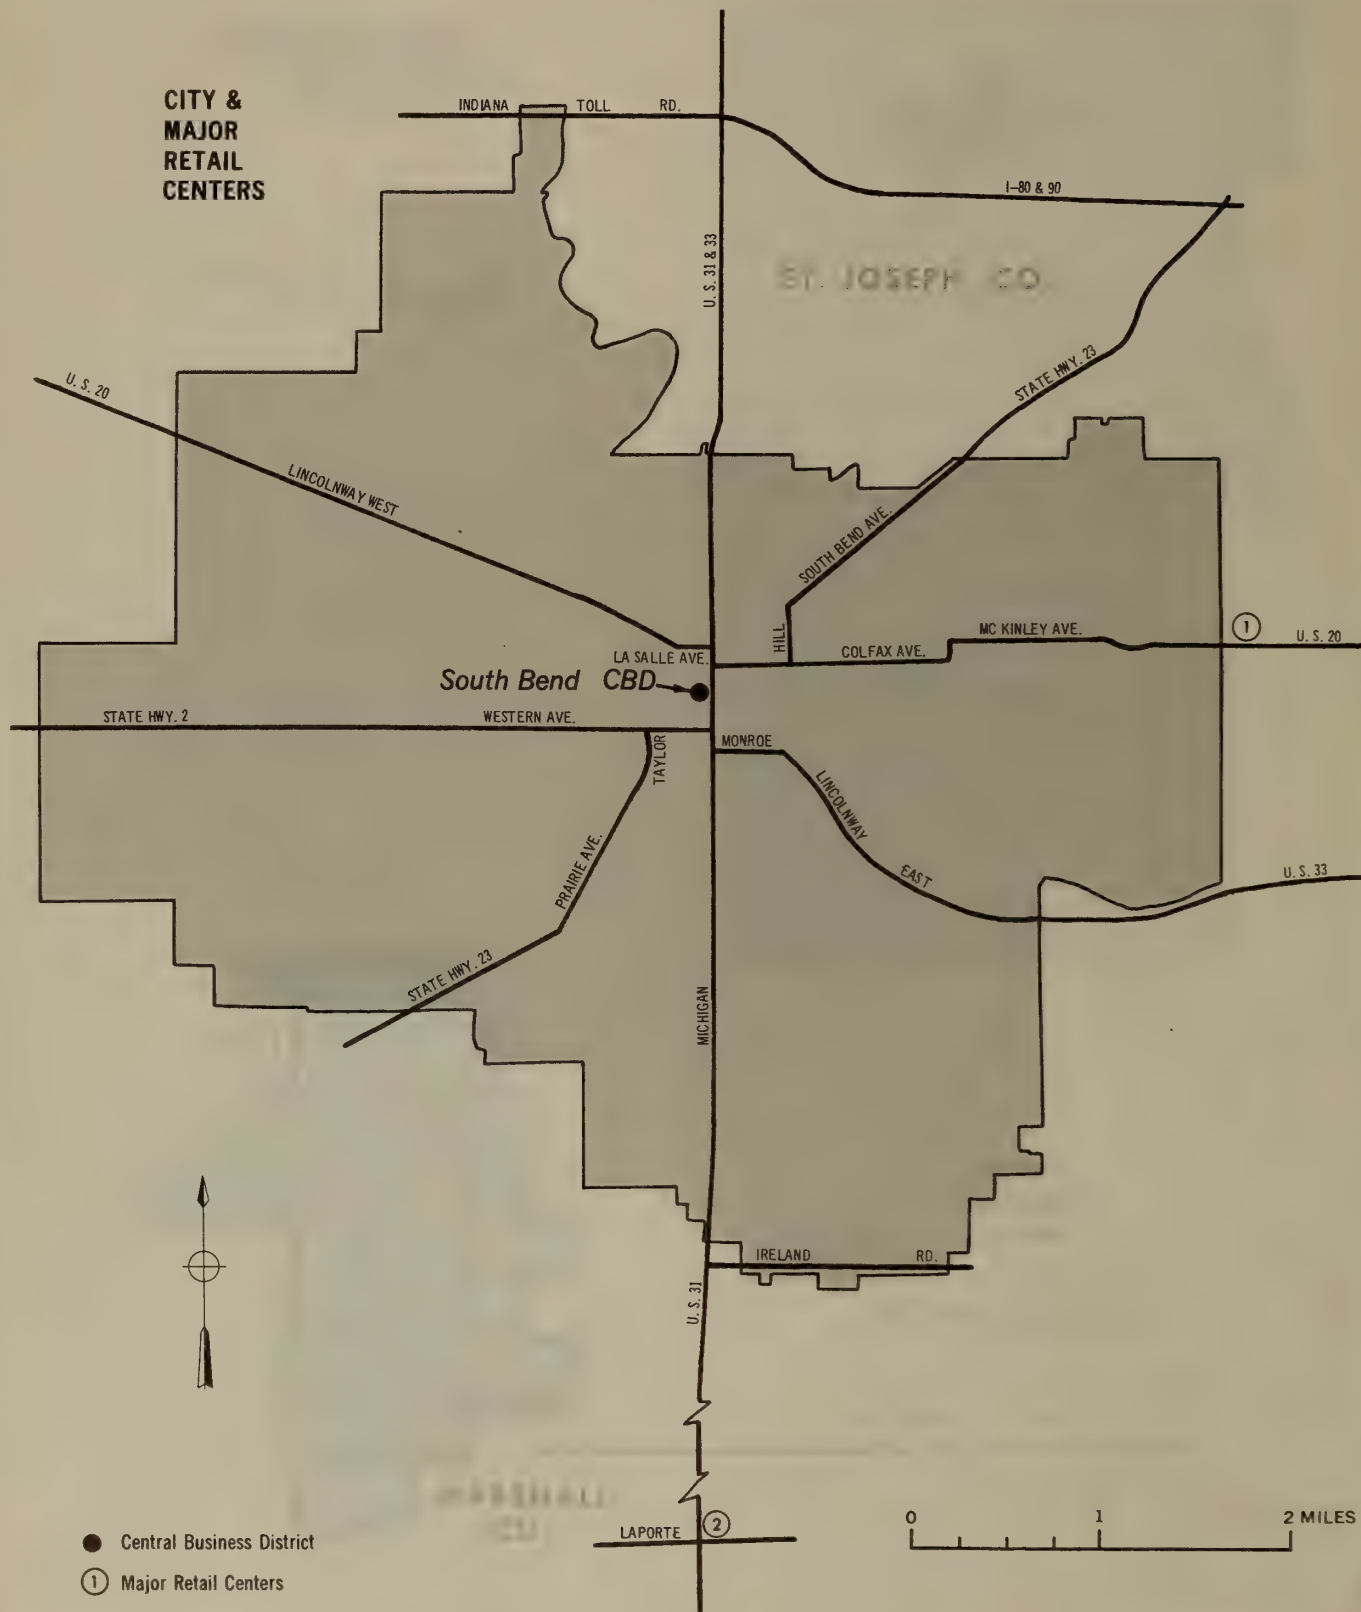 CITY &
MAJOR
RETAIL
CENTERS
INDIANA TOLL RD.
I-80 & 90
U.S. 31 & 33
ST. JOSEPH CO.
STATE HWY. 23
U.S. 20
LINCOLNWAY WEST
SOUTH BEND AVE.
HILL
MC KINLEY AVE.
1
U.S. 20
LA SALLE AVE.
COLFAX AVE.
South Bend CBD
STATE HWY. 2
WESTERN AVE.
TAYLOR
MONROE
LINCOLNWAY
EAST
U.S. 33
PRAIRIE AVE.
STATE HWY. 23
MICHIGAN
IRELAND RD.
U.S. 31
MARSHALL
CO.
LAPORTE
2
0 1 2 MILES
Central Business District
1 Major Retail Centers